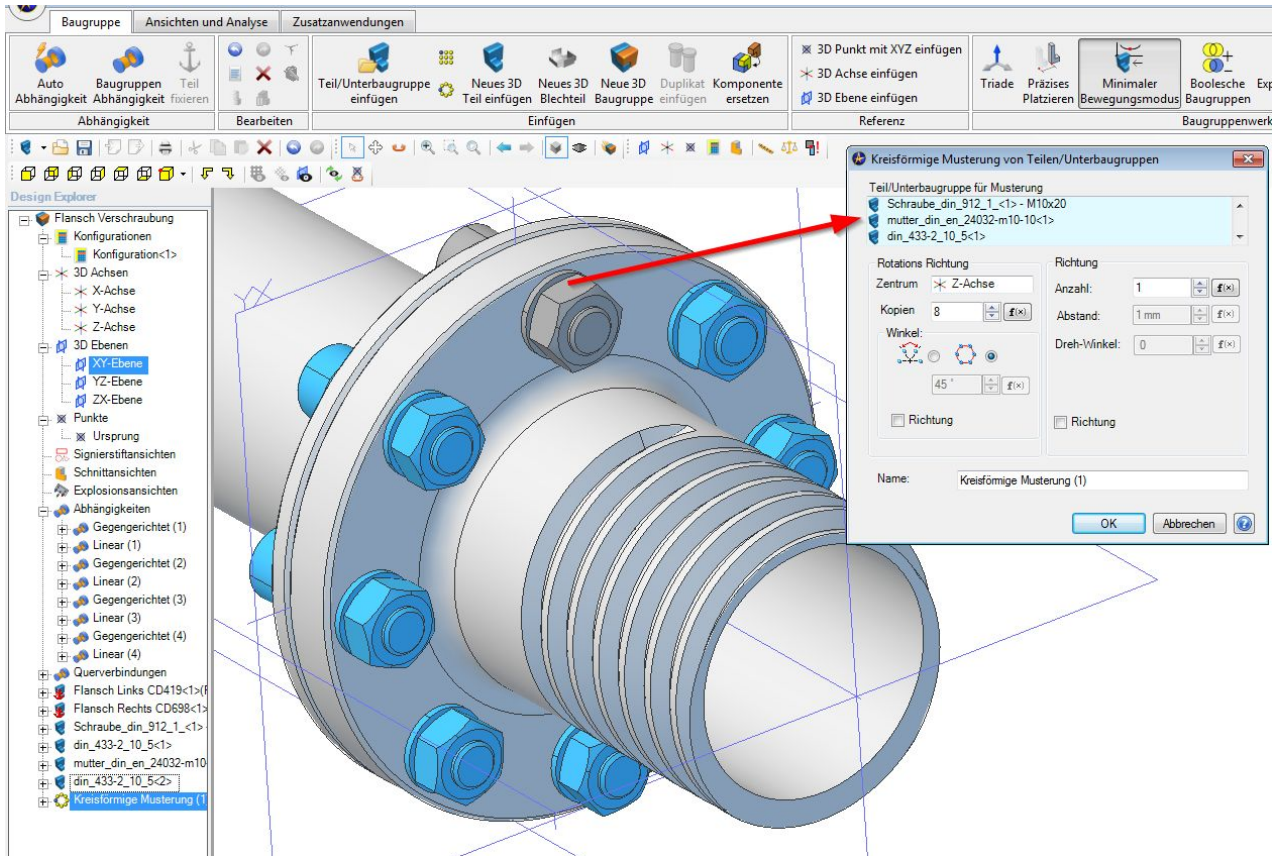 Baugruppe Ansichten und Analyse Zusatzanwendungen
Auto Abhängigkeit
Baugruppen Abhängigkeit
Teil fixieren
Abhängigkeit
Bearbeiten
Teil/Unterbaugruppe einfügen
Neues 3D Teil einfügen
Neues 3D Blechteil
Neue 3D Baugruppe
Duplikat einfügen
Komponente ersetzen
Einfügen
3D Punkt mit XYZ einfügen
3D Achse einfügen
3D Ebene einfügen
Referenz
Triade
Präzises Platzieren
Minimaler Bewegungsmodus
Boolesche Baugruppen
Exp
Baugruppenwerk
Design Explorer
Flansch Verschraubung
Konfigurationen
Konfiguration<1>
3D Achsen
X-Achse
Y-Achse
Z-Achse
3D Ebenen
XY-Ebene
YZ-Ebene
ZX-Ebene
Punkte
Ursprung
Signierstiftansichten
Schnittansichten
Explosionsansichten
Abhängigkeiten
Gegengerichtet (1)
Linear (1)
Gegengerichtet (2)
Linear (2)
Gegengerichtet (3)
Linear (3)
Gegengerichtet (4)
Linear (4)
Querverbindungen
Flansch Links CD419<1>(F
Flansch Rechts CD698<1>
Schraube_din_912_1_<1> -
din_433-2_10_5<1>
mutter_din_en_24032-m10-
din_433-2_10_5<2>
Kreisförmige Musterung (1
Kreisförmige Musterung von Teilen/Unterbaugruppen
Teil/Unterbaugruppe für Musterung
Schraube_din_912_1_<1> - M10x20
mutter_din_en_24032-m10-10<1>
din_433-2_10_5<1>
Rotations Richtung
Zentrum Z-Achse
Kopien 8 f(x)
Winkel:
45 ° f(x)
Richtung
Richtung
Anzahl: 1 f(x)
Abstand: 1 mm f(x)
Dreh-Winkel: 0 f(x)
Richtung
Name: Kreisförmige Musterung (1)
OK Abbrechen ?